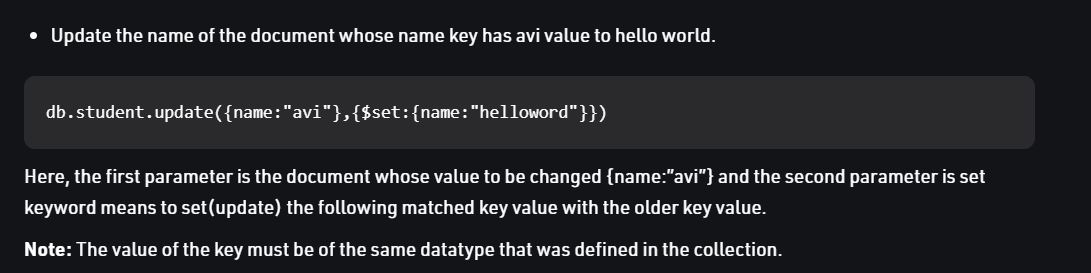 • Update the name of the document whose name key has avi value to hello world.
db.student.update({name:"avi"},{$set:{name:"helloword"}})
Here, the first parameter is the document whose value to be changed {name:”avi”} and the second parameter is set
keyword means to set(update) the following matched key value with the older key value.
Note: The value of the key must be of the same datatype that was defined in the collection.